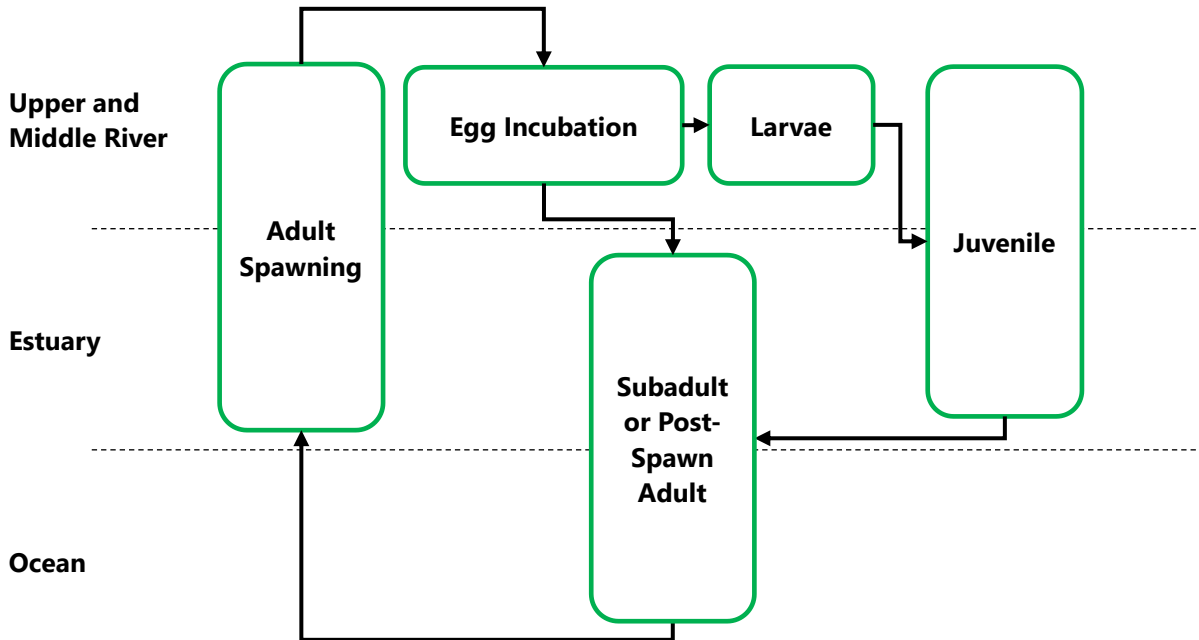 Upper and
Middle River
Egg Incubation
Larvae
Adult
Spawning
Juvenile
Estuary
Subadult
or Post-
Spawn
Adult
Ocean